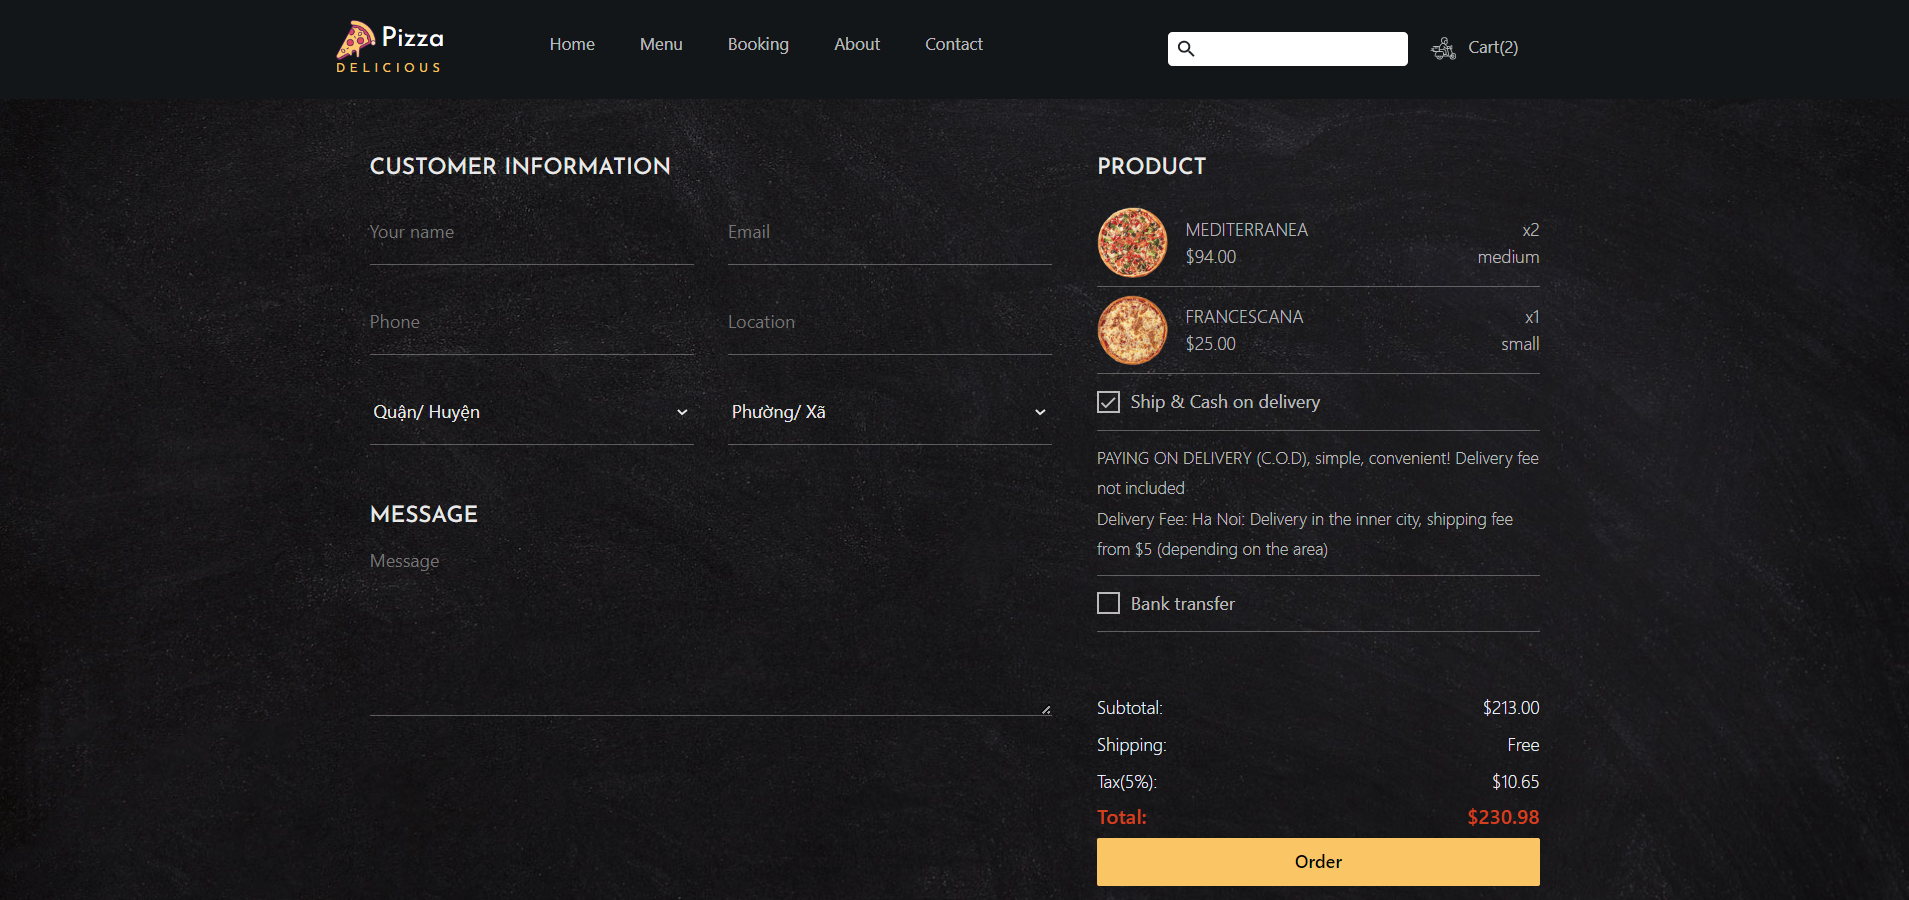 Pizza
DELICIOUS
Home
Menu
Booking
About
Contact
Cart(2)
CUSTOMER INFORMATION
Your name
Email
Phone
Location
Quận/ Huyện
Phường/ Xã
MESSAGE
Message
PRODUCT
MEDITERRANEA
x2
$94.00
medium
FRANCESCANA
x1
$25.00
small
Ship & Cash on delivery
PAYING ON DELIVERY (C.O.D), simple, convenient! Delivery fee
not included
Delivery Fee: Ha Noi: Delivery in the inner city, shipping fee
from $5 (depending on the area)
Bank transfer
Subtotal:
$213.00
Shipping:
Free
Tax(5%):
$10.65
Total:
$230.98
Order